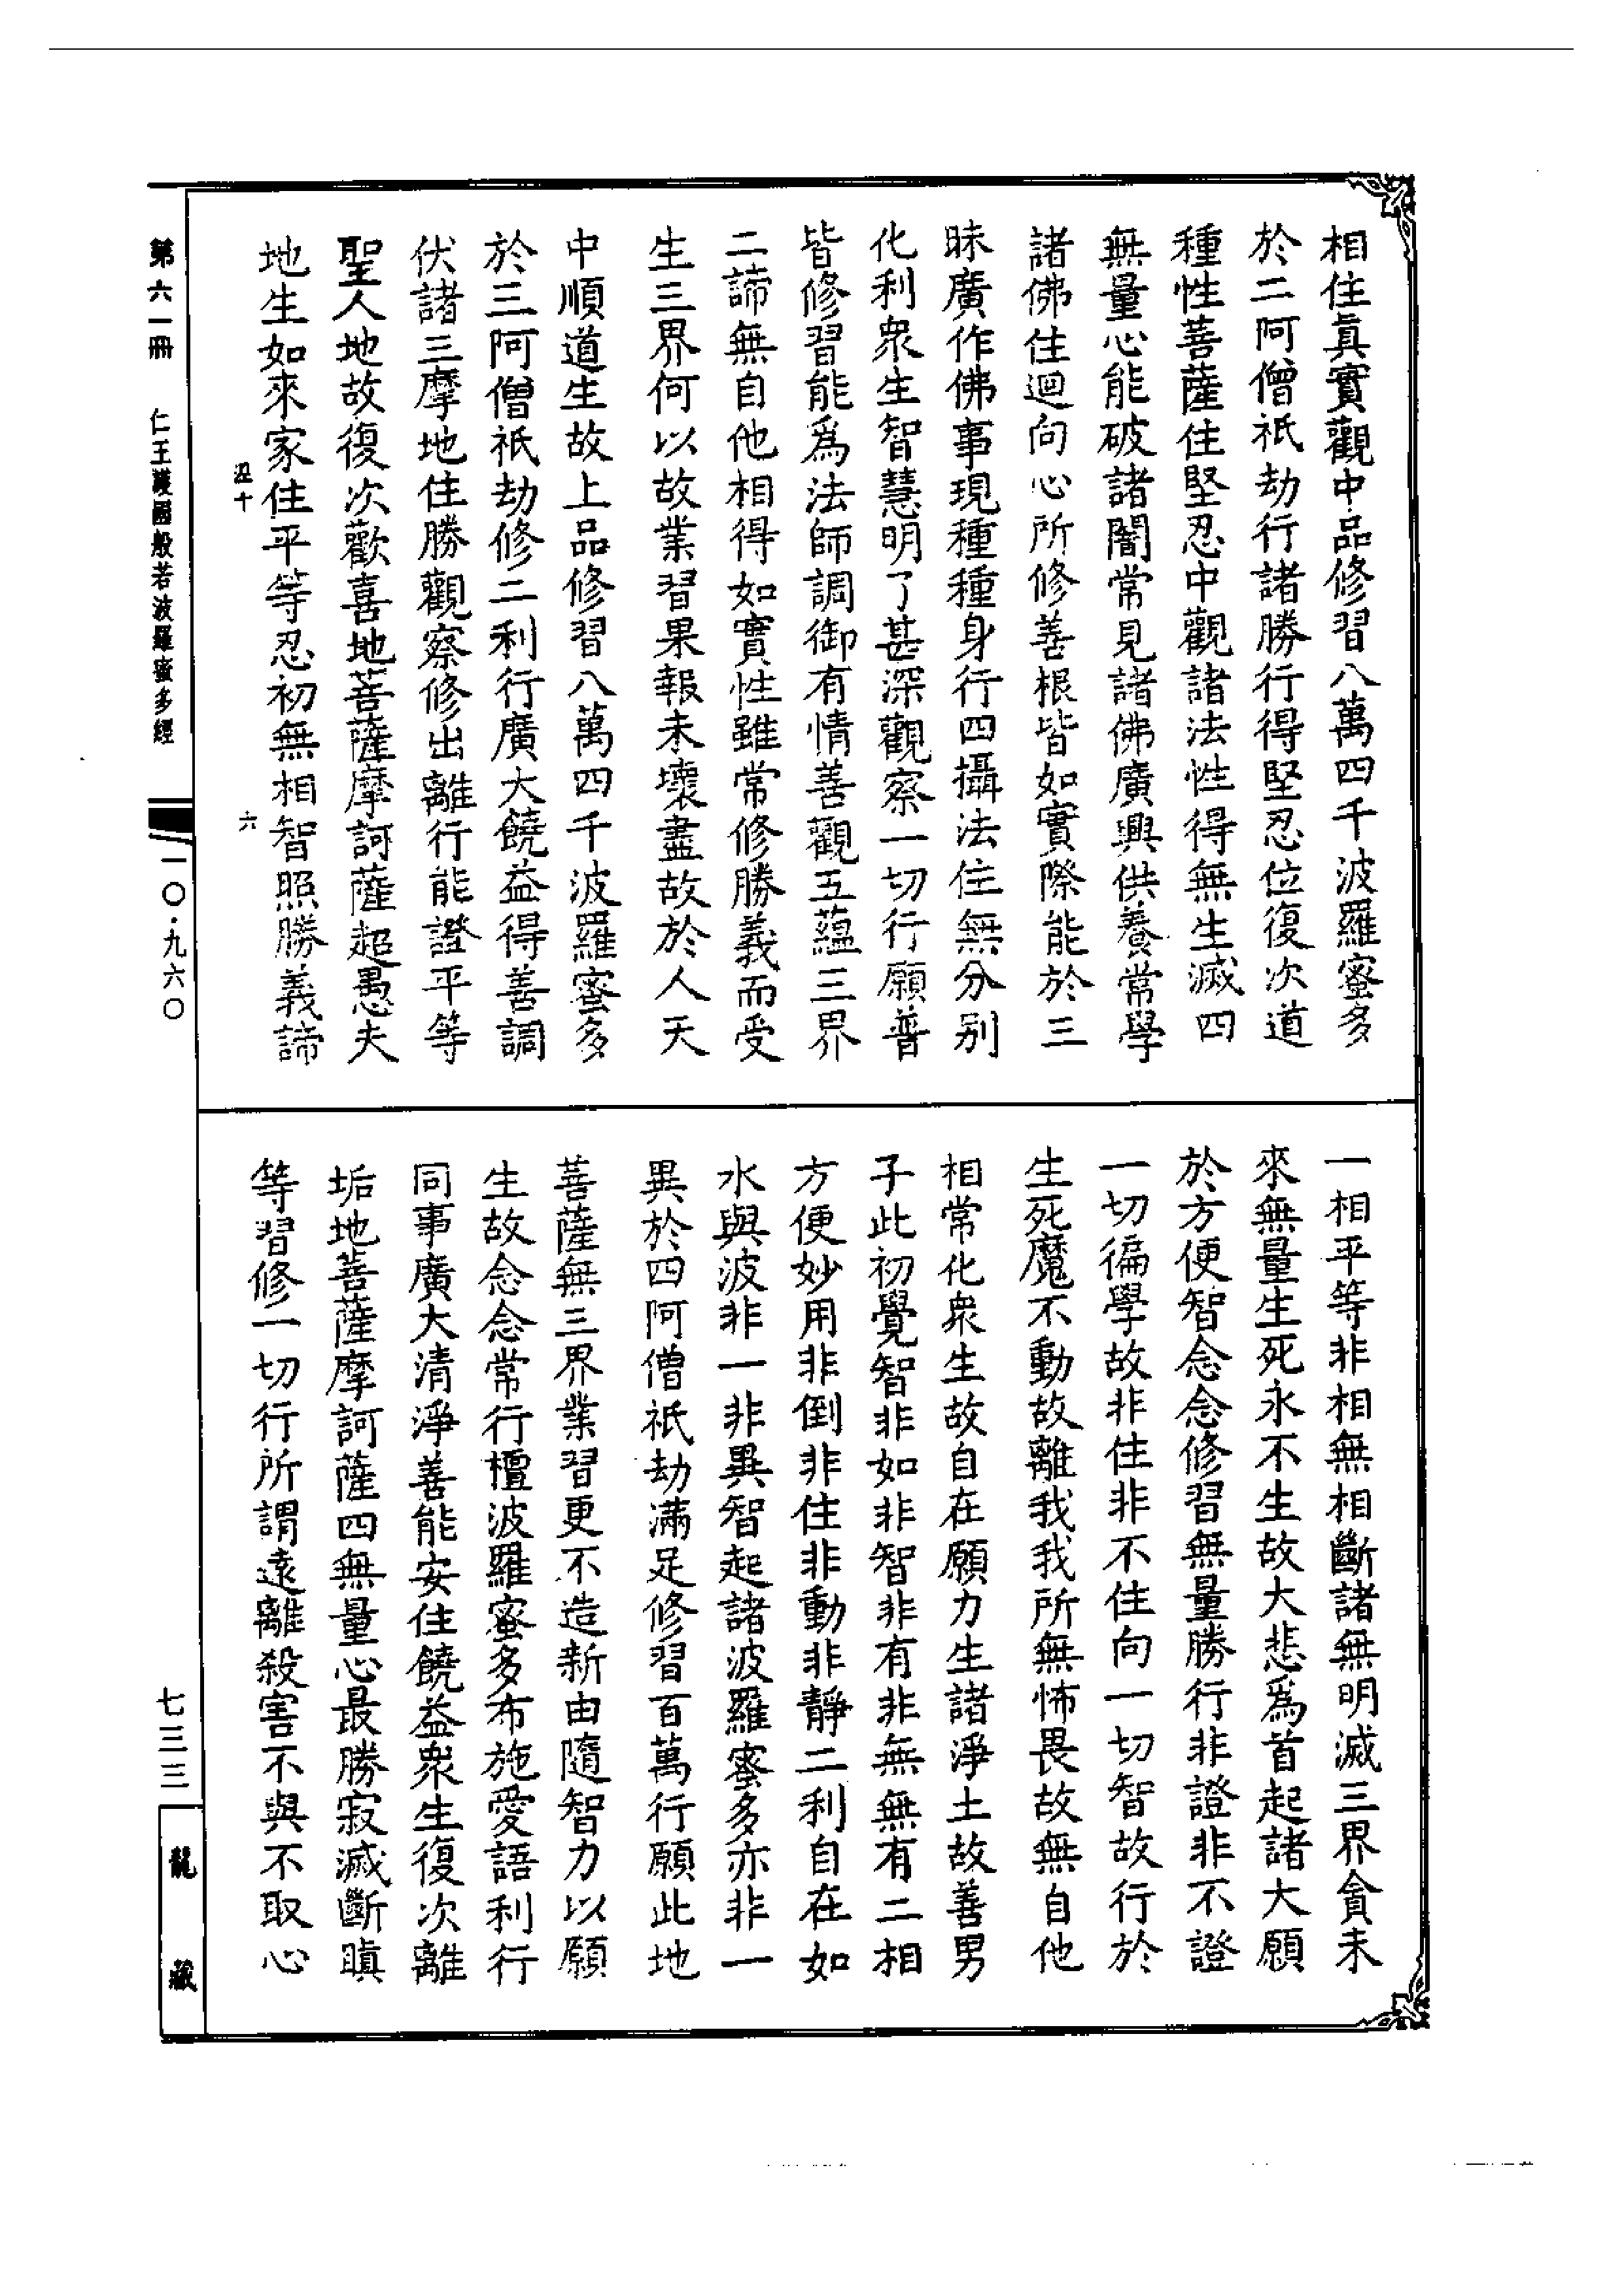 相住真實觀中品修習八萬四千波羅蜜多
於二阿僧祇劫行諸勝行得堅忍位復次道
種性菩薩住堅忍中觀諸法性得無生滅四
無量心能破諸闇常見諸佛廣興供養常學
諸佛住迴向心所修善根皆如實際能於三
昧廣作佛事現種種身行四攝法住無分别
化利衆生智慧明了甚深觀察一切行願普
皆修習能爲法師調御有情善觀五蘊三界
二諦無自他相得如實性雖常修勝義而受
生三界何以故業習果報未壞盡故於人天
中順道生故上品修習八萬四千波羅蜜多
於三阿僧祇劫修二利行廣大饒益得善調
伏諸三摩地住勝觀察修出離行能證平等
聖人地故復次歡喜地菩薩摩訶薩超愚夫
地生如來家住平等忍初無相智照勝義諦
一相平等非相無相斷諸無明滅三界貪未
來無量生死永不生故大悲爲首起諸大願
於方便智念念修習無量勝行非證非不證
一切徧學故非住非不住向一切智故行於
生死魔不動故離我我所無怖畏故無自他
相常化衆生故自在願力生諸淨土故善男
子此初覺智非如非智非有非無無有二相
方便妙用非倒非住非動非靜二利自在如
水與波非一非異智起諸波羅蜜多亦非一
異於四阿僧祇劫滿足修習百萬行願此地
菩薩無三界業習更不造新由隨智力以願
生故念念常行檀波羅蜜多布施愛語利行
同事廣大清淨善能安住饒益衆生復次離
垢地菩薩摩訶薩四無量心最勝寂滅斷瞋
等習修一切行所謂遠離殺害不與不取心
第六一冊 仁王護國般若波羅蜜多經
一〇·九六〇
七三三
龍藏
十
六